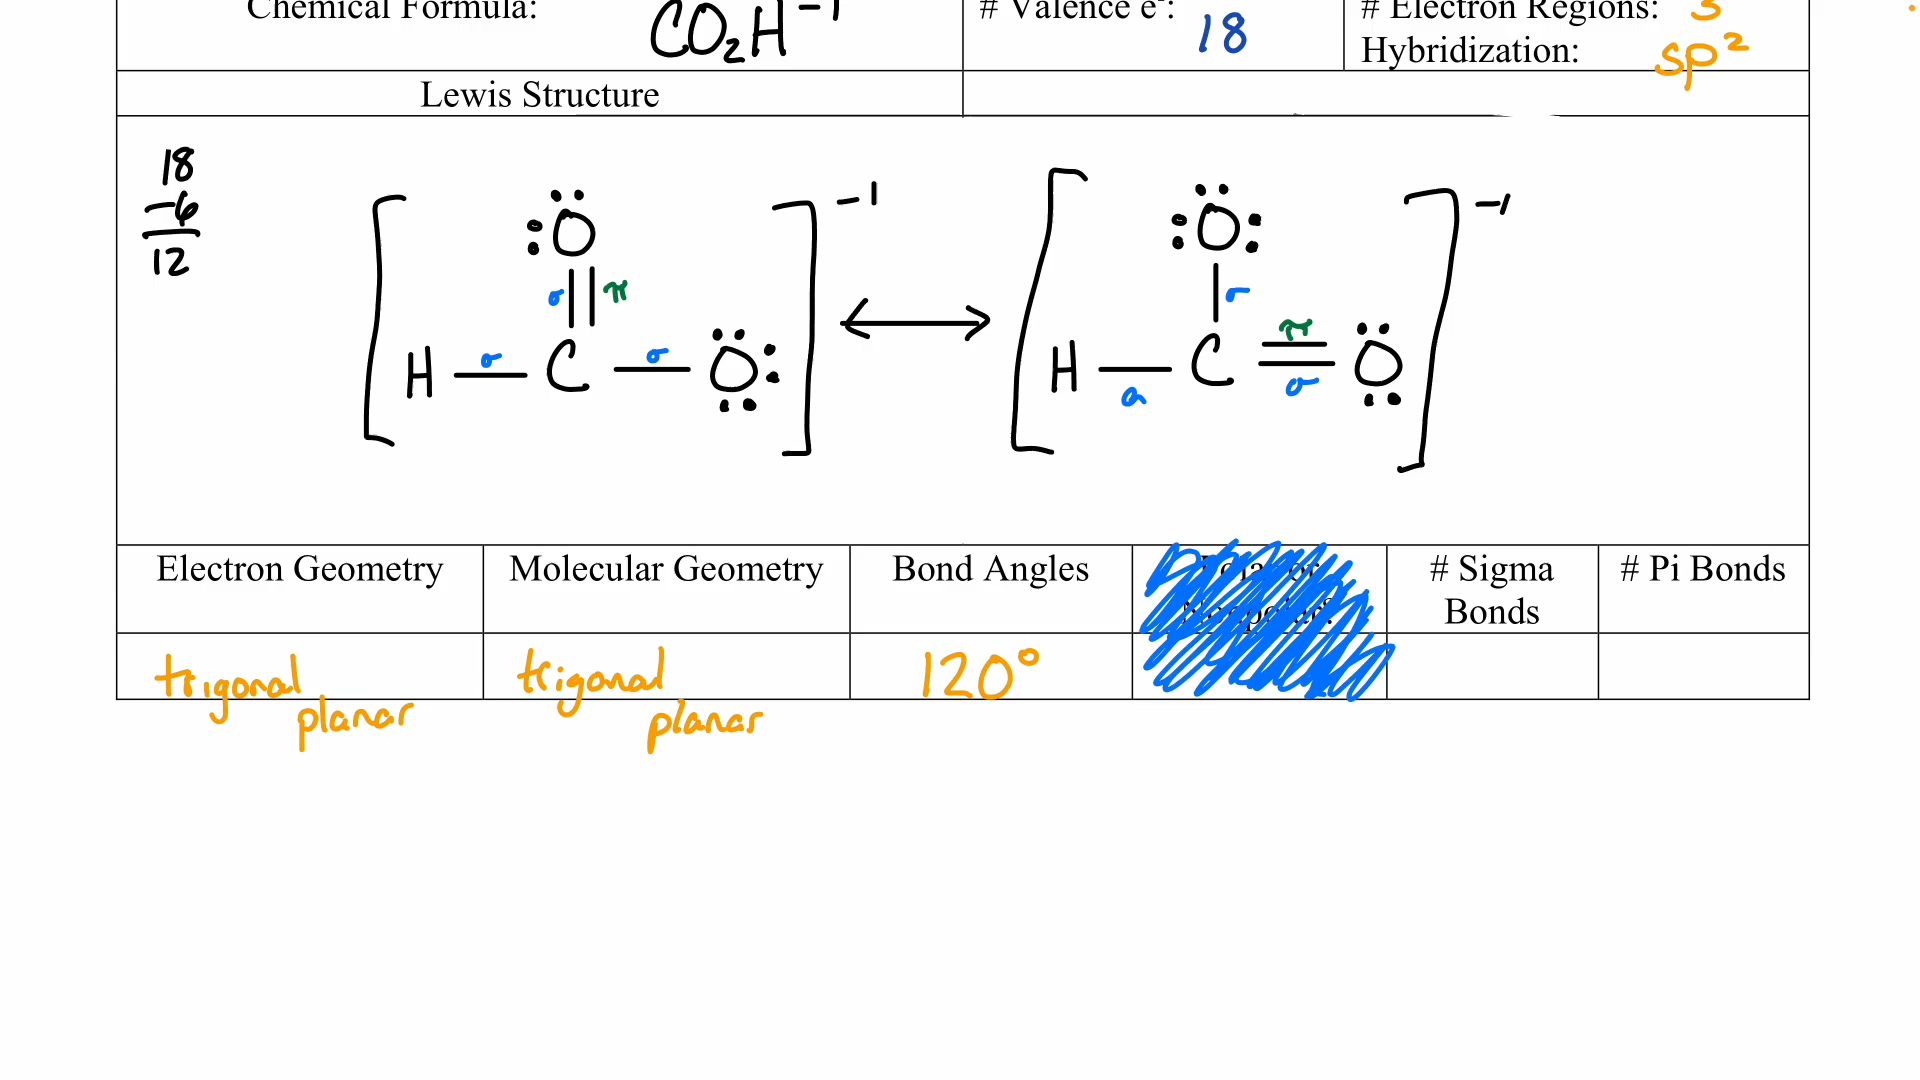 Chemical Formula: CO₂H⁻¹
# Valence e⁻: 18
# Electron Regions: 3
Hybridization: sp²
Lewis Structure
18
-6
12
:Ö
σ π
H σ C σ Ö:
-1
:Ö:
σ
π
H C O
σ σ
-1
Electron Geometry
Molecular Geometry
Bond Angles
# Sigma
Bonds
# Pi Bonds
trigonal
planar
trigonal
planar
120°